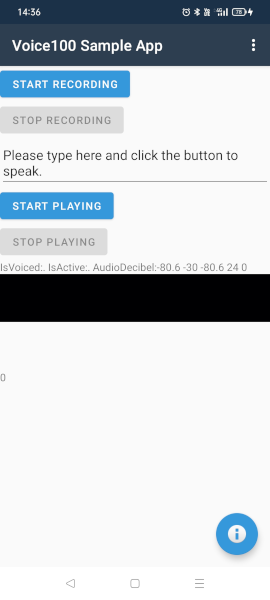 14:36
Voice100 Sample App
START RECORDING
STOP RECORDING
Please type here and click the button to
speak.
START PLAYING
STOP PLAYING
IsVoiced:. IsActive:. AudioDecibel:-80.6 -30 -80.6 24 0
0